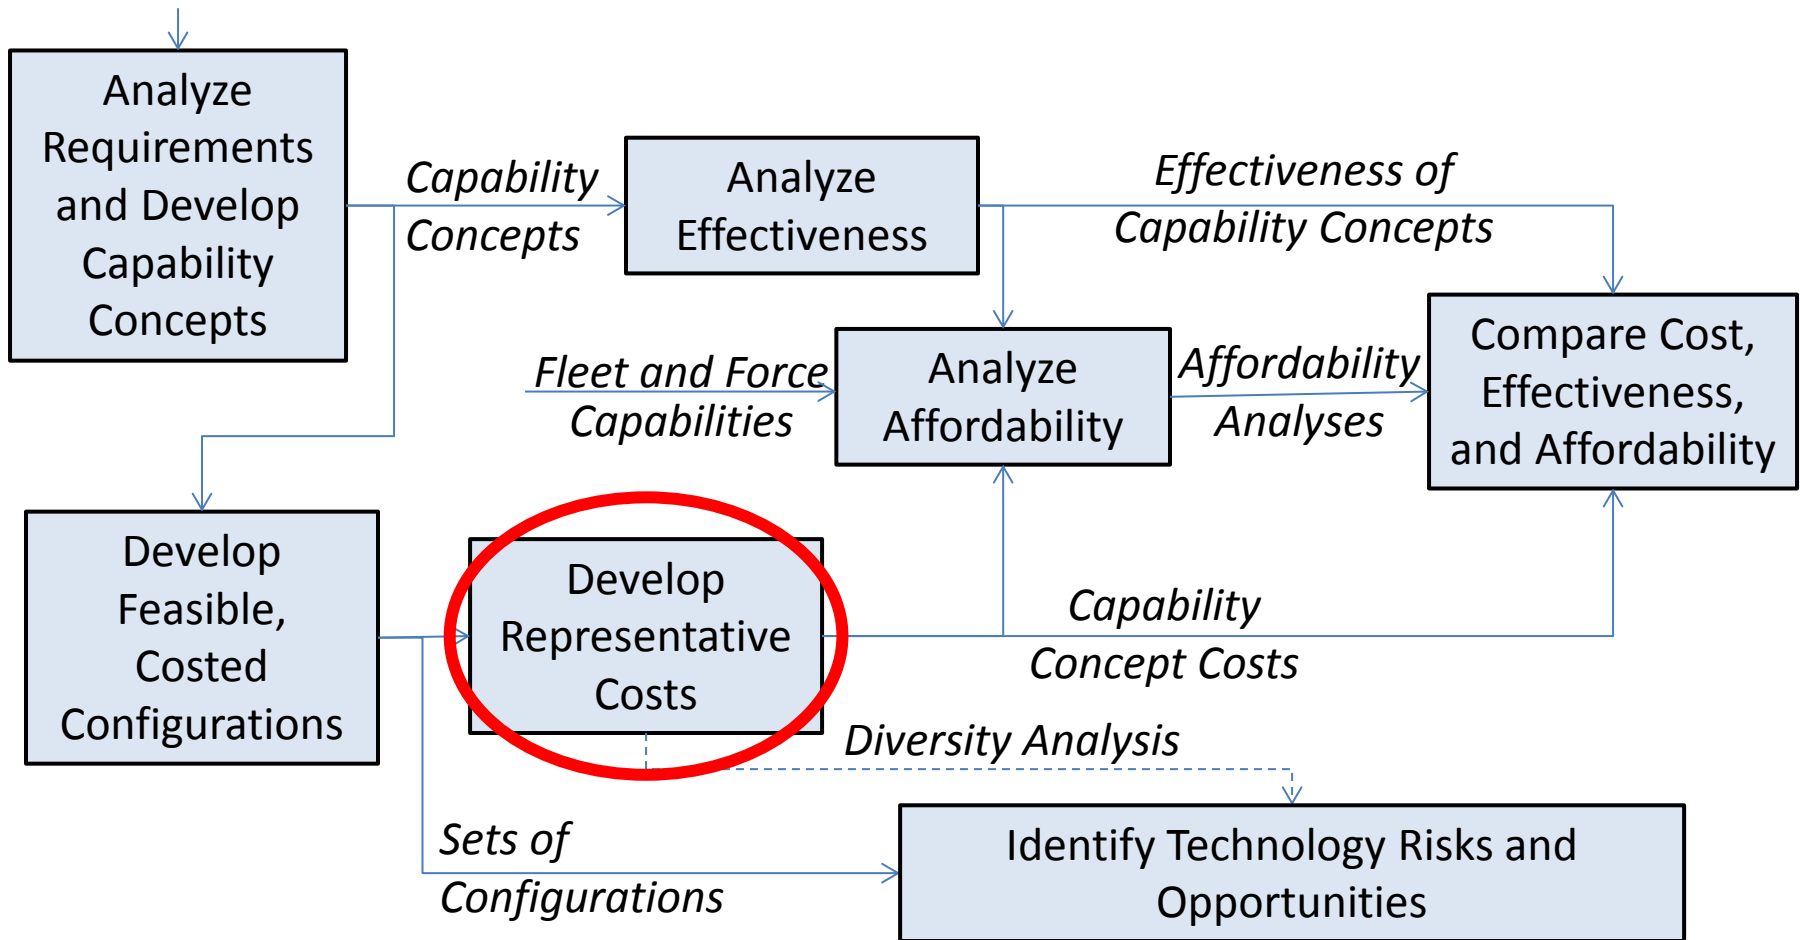 Analyze
Requirements
and Develop
Capability
Concepts
Capability
Concepts
Analyze
Effectiveness
Effectiveness of
Capability Concepts
Fleet and Force
Capabilities
Analyze
Affordability
Affordability
Analyses
Compare Cost,
Effectiveness,
and Affordability
Develop
Feasible,
Costed
Configurations
Develop
Representative
Costs
Capability
Concept Costs
Diversity Analysis
Sets of
Configurations
Identify Technology Risks and
Opportunities